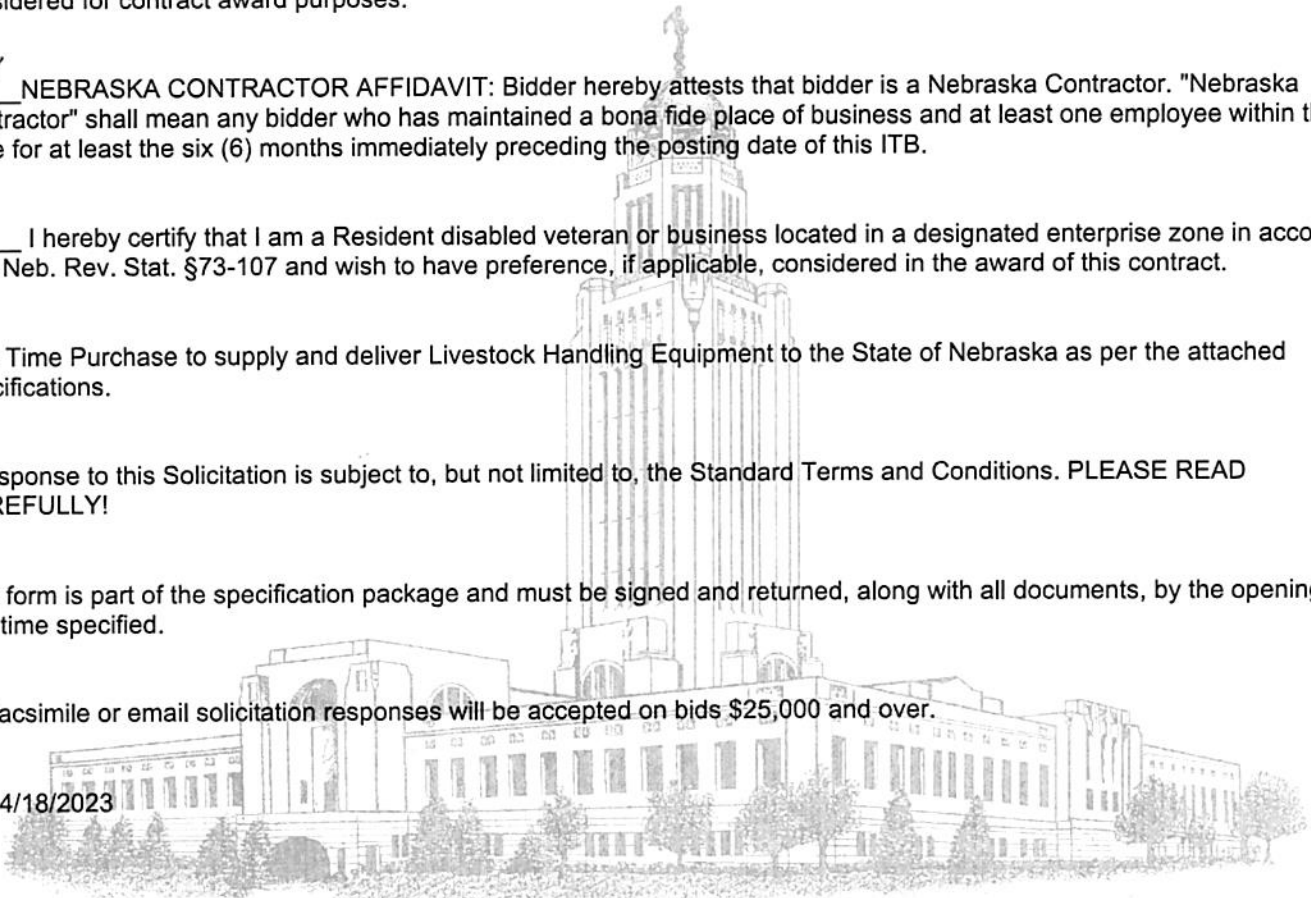 sidered for contract award purposes.
__NEBRASKA CONTRACTOR AFFIDAVIT: Bidder hereby attests that bidder is a Nebraska Contractor. "Nebraska
tractor" shall mean any bidder who has maintained a bona fide place of business and at least one employee within t
e for at least the six (6) months immediately preceding the posting date of this ITB.
__ I hereby certify that I am a Resident disabled veteran or business located in a designated enterprise zone in acco
Neb. Rev. Stat. §73-107 and wish to have preference, if applicable, considered in the award of this contract.
Time Purchase to supply and deliver Livestock Handling Equipment to the State of Nebraska as per the attached
cifications.
sponse to this Solicitation is subject to, but not limited to, the Standard Terms and Conditions. PLEASE READ
REFULLY!
form is part of the specification package and must be signed and returned, along with all documents, by the opening
time specified.
acsimile or email solicitation responses will be accepted on bids $25,000 and over.
4/18/2023